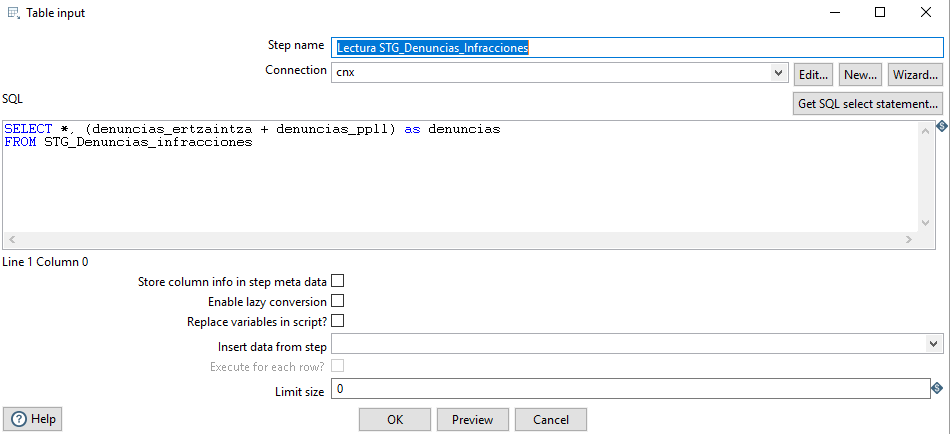 Table input
Step name Lectura STG_Denuncias_Infracciones
Connection cnx Edit... New... Wizard...
SQL Get SQL select statement...
SELECT *, (denuncias_ertzaintza + denuncias_ppll) as denuncias
FROM STG_Denuncias_infracciones
Line 1 Column 0
Store column info in step meta data
Enable lazy conversion
Replace variables in script?
Insert data from step
Execute for each row?
Limit size 0
Help OK Preview Cancel